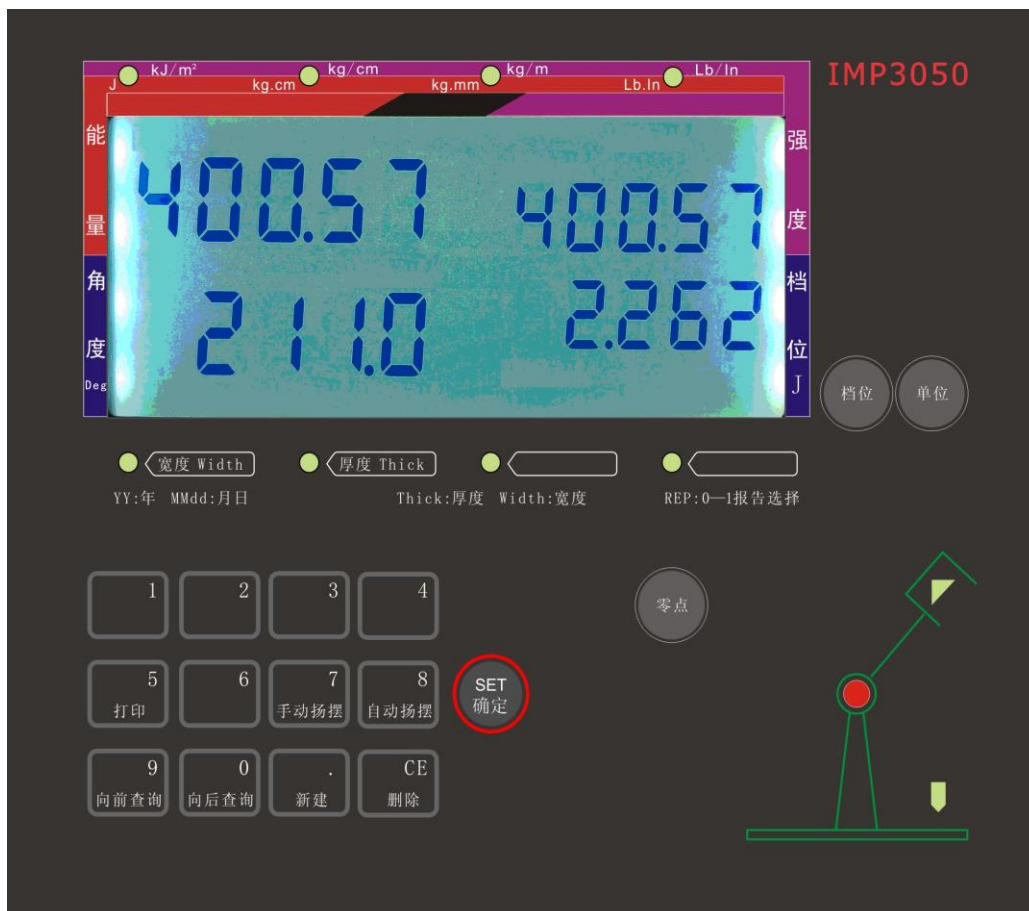 kJ/m² kg/cm kg/m Lb/In
J kg.cm kg.mm Lb.In
IMP3050
能量
强度
400.57 400.57
角度
Deg
档位
J
211.0 2.262
档位 单位
宽度 Width 厚度 Thick
YY:年 MMdd:月日 Thick:厚度 Width:宽度 REP:0—1报告选择
1 2 3 4
零点
5 6 7 8
打印 手动扬摆 自动扬摆
SET
确定
9 0 . CE
向前查询 向后查询 新建 删除